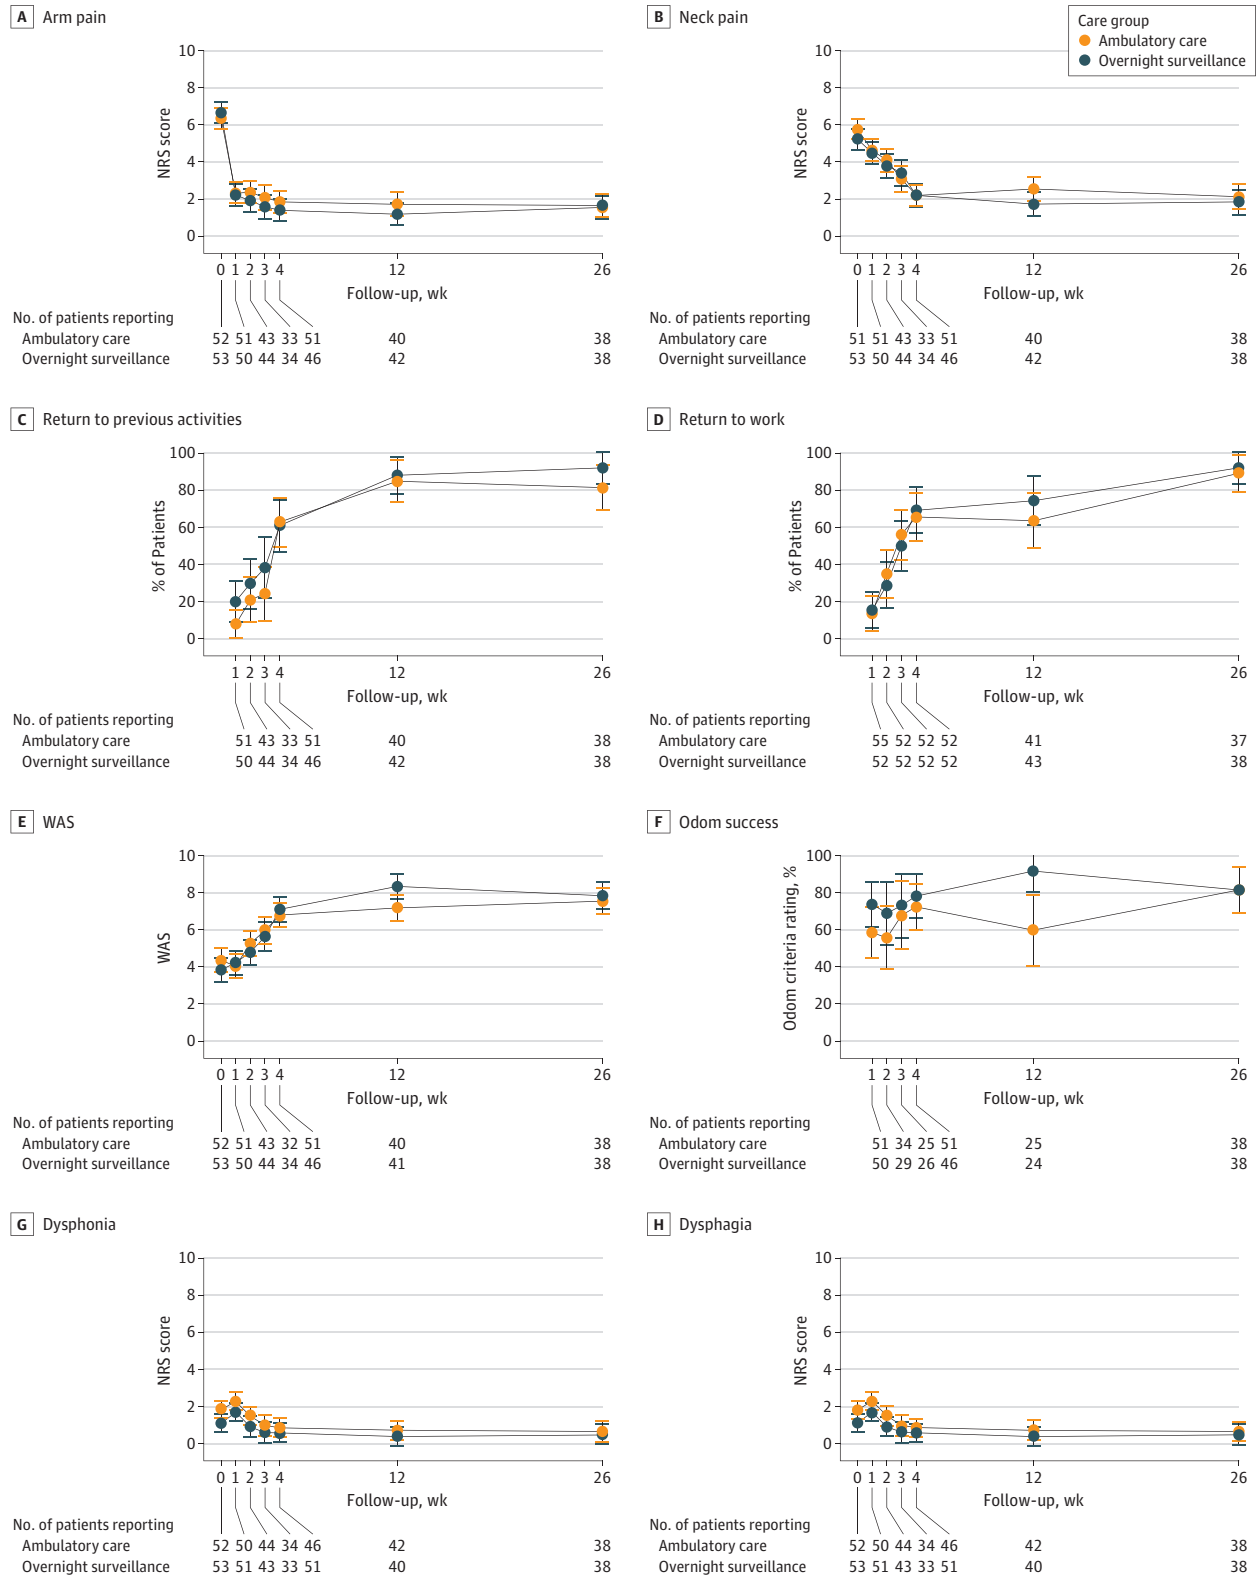 A Arm pain
10
8
6
4
2
0
NRS score
0 1 2 3 4 12 26
Follow-up, wk
No. of patients reporting
Ambulatory care 52 51 43 33 51 40 38
Overnight surveillance 53 50 44 34 46 42 38
B Neck pain
Care group
Ambulatory care
Overnight surveillance
10
8
6
4
2
0
NRS score
0 1 2 3 4 12 26
Follow-up, wk
No. of patients reporting
Ambulatory care 51 51 43 33 51 40 38
Overnight surveillance 53 50 44 34 46 42 38
C Return to previous activities
100
80
60
40
20
0
% of Patients
1 2 3 4 12 26
Follow-up, wk
No. of patients reporting
Ambulatory care 51 43 33 51 40 38
Overnight surveillance 50 44 34 46 42 38
D Return to work
100
80
60
40
20
0
% of Patients
1 2 3 4 12 26
Follow-up, wk
No. of patients reporting
Ambulatory care 55 52 52 52 41 37
Overnight surveillance 52 52 52 52 43 38
E WAS
10
8
6
4
2
0
WAS
0 1 2 3 4 12 26
Follow-up, wk
No. of patients reporting
Ambulatory care 52 51 43 32 51 40 38
Overnight surveillance 53 50 44 34 46 41 38
F Odom success
100
80
60
40
20
0
Odom criteria rating, %
1 2 3 4 12 26
Follow-up, wk
No. of patients reporting
Ambulatory care 51 34 25 51 25 38
Overnight surveillance 50 29 26 46 24 38
G Dysphonia
10
8
6
4
2
0
NRS score
0 1 2 3 4 12 26
Follow-up, wk
No. of patients reporting
Ambulatory care 52 50 44 34 46 42 38
Overnight surveillance 53 51 43 33 51 40 38
H Dysphagia
10
8
6
4
2
0
NRS score
0 1 2 3 4 12 26
Follow-up, wk
No. of patients reporting
Ambulatory care 52 50 44 34 46 42 38
Overnight surveillance 53 51 43 33 51 40 38